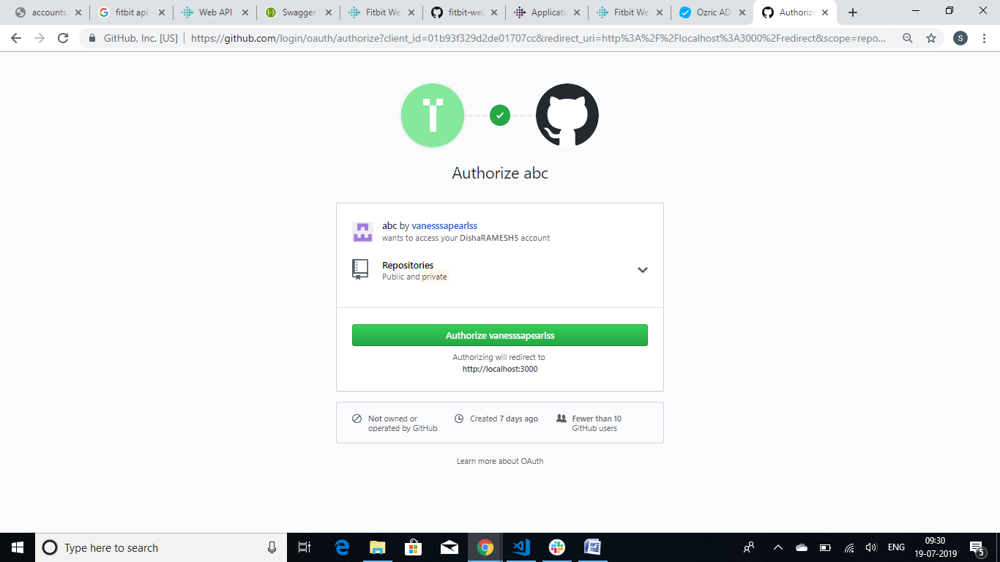 accounts.
fitbit api
Web API
Swagger
Fitbit We
fitbit-web
Applicatio
Fitbit We
Ozric AD
Authorize
GitHub, Inc. [US]
https://github.com/login/oauth/authorize?client_id=01b93f329d2de01707cc&redirect_uri=http%3A%2F%2Flocalhost%3A3000%2Fredirect&scope=repo...
S
Authorize abc
abc by vanesssapearlss
wants to access your DishaRAMESH5 account
Repositories
Public and private
Authorize vanesssapearlss
Authorizing will redirect to
http://localhost:3000
Not owned or
operated by GitHub
Created 7 days ago
Fewer than 10
GitHub users
Learn more about OAuth
Type here to search
ENG
09:30
19-07-2019
5